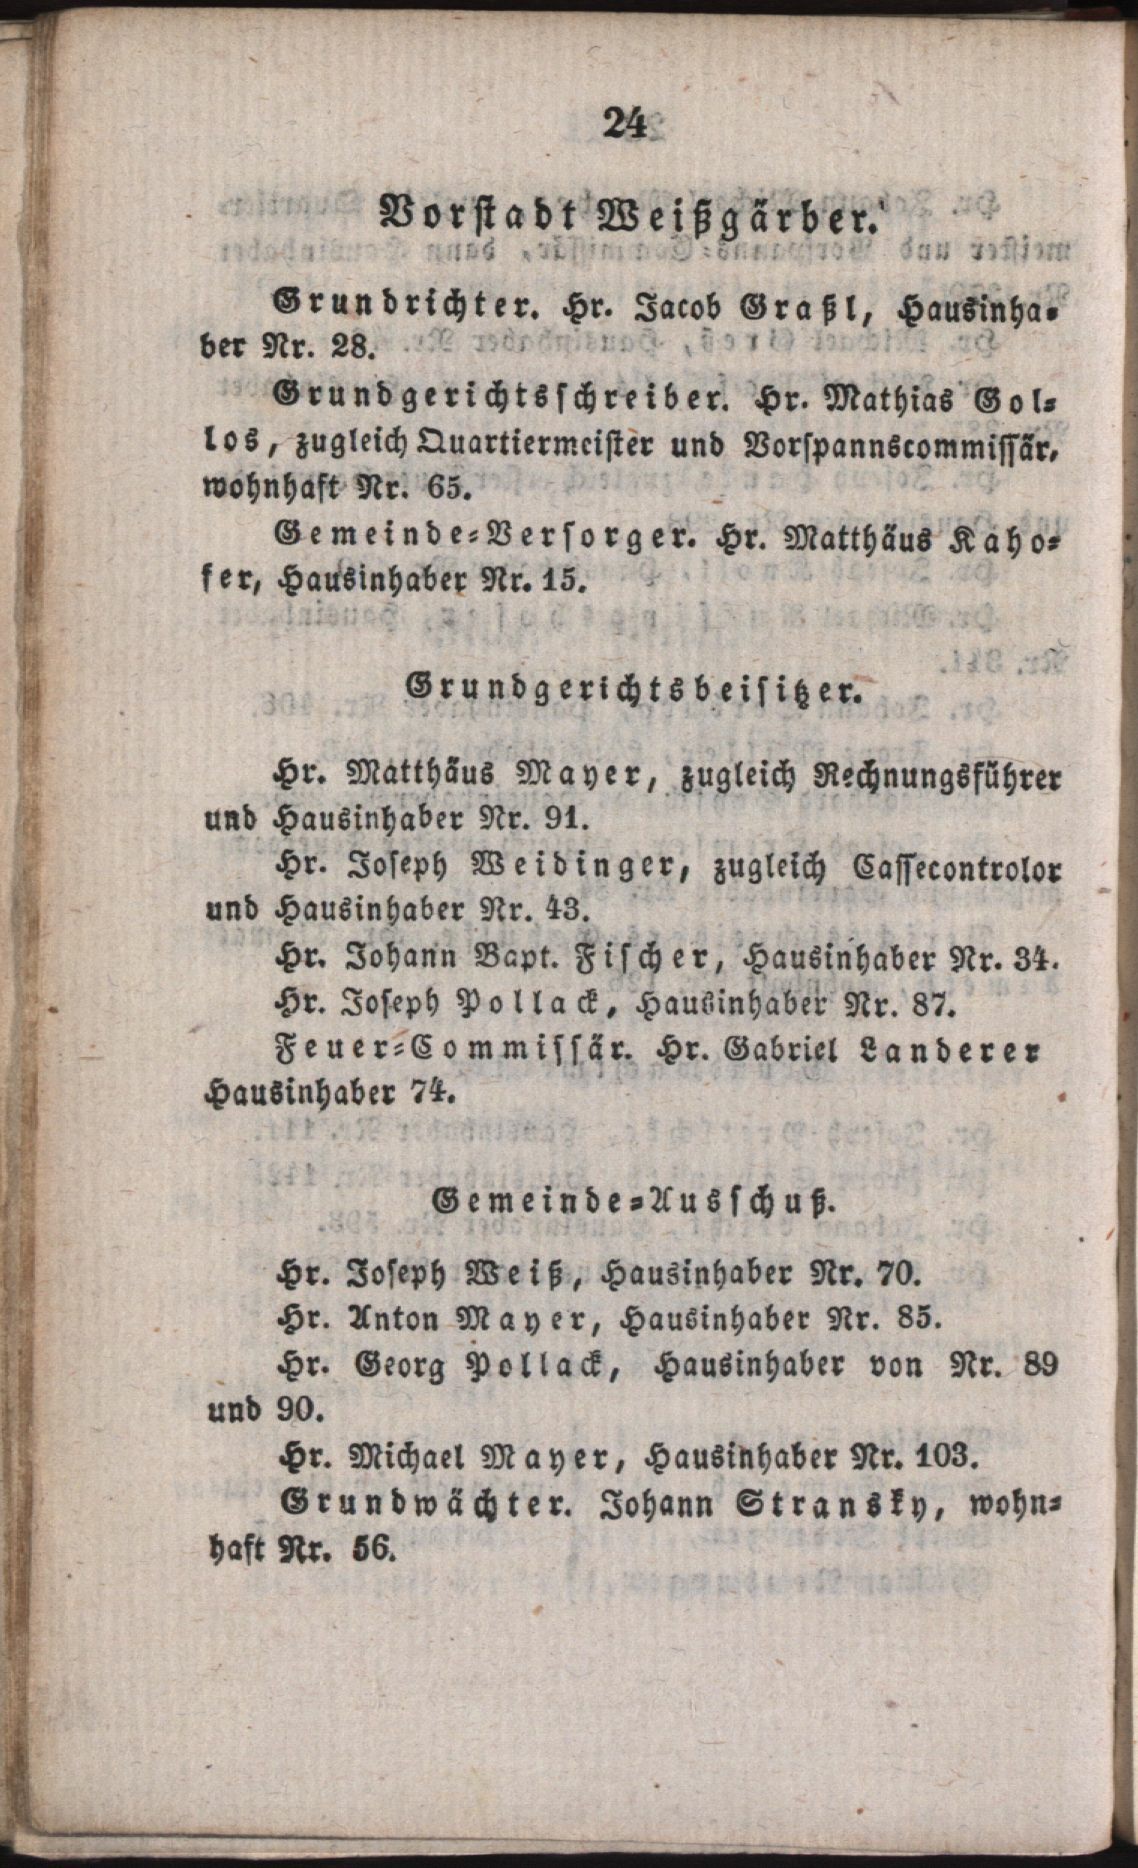 24
Vorstadt Weißgärber.
Grundrichter. Hr. Jacob Graßl, Hausinha-
ber Nr. 28.
Grundgerichtsschreiber. Hr. Mathias Gol-
los, zugleich Quartiermeister und Vorspannscommissär,
wohnhaft Nr. 65.
Gemeinde-Versorger. Hr. Matthäus Kaho-
fer, Hausinhaber Nr. 15.
Grundgerichtsbeisitzer.
Hr. Matthäus Mayer, zugleich Rechnungsführer
und Hausinhaber Nr. 91.
Hr. Joseph Weidinger, zugleich Cassecontrolor
und Hausinhaber Nr. 43.
Hr. Johann Bapt. Fischer, Hausinhaber Nr. 34.
Hr. Joseph Pollack, Hausinhaber Nr. 87.
Feuer-Commissär. Hr. Gabriel Landerer
Hausinhaber 74.
Gemeinde-Ausschuß.
Hr. Joseph Weiß, Hausinhaber Nr. 70.
Hr. Anton Mayer, Hausinhaber Nr. 85.
Hr. Georg Pollack, Hausinhaber von Nr. 89
und 90.
Hr. Michael Mayer, Hausinhaber Nr. 103.
Grundwächter. Johann Stransky, wohn-
haft Nr. 56.